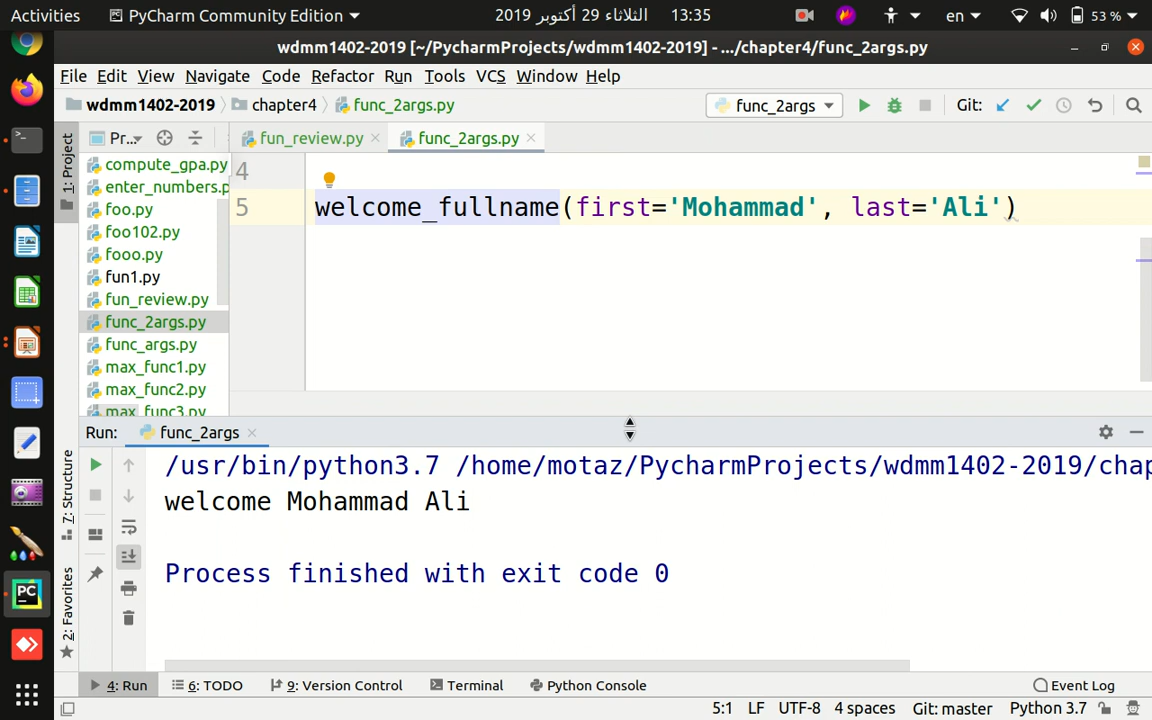 Activities PyCharm Community Edition 2019 الثلاثاء 29 أكتوبر 13:35 en 53 %
wdmm1402-2019 [~/PycharmProjects/wdmm1402-2019] - .../chapter4/func_2args.py
File Edit View Navigate Code Refactor Run Tools VCS Window Help
wdmm1402-2019 chapter4 func_2args.py func_2args Git:
1: Project Pr... fun_review.py func_2args.py
compute_gpa.py
enter_numbers.p
foo.py
foo102.py
fooo.py
fun1.py
fun_review.py
func_2args.py
func_args.py
max_func1.py
max_func2.py
max_func3.py
4
5 welcome_fullname(first='Mohammad', last='Ali')
Run: func_2args
/usr/bin/python3.7 /home/motaz/PycharmProjects/wdmm1402-2019/chap
welcome Mohammad Ali
Process finished with exit code 0
7: Structure
2: Favorites
4: Run 6: TODO 9: Version Control Terminal Python Console Event Log
5:1 LF UTF-8 4 spaces Git: master Python 3.7